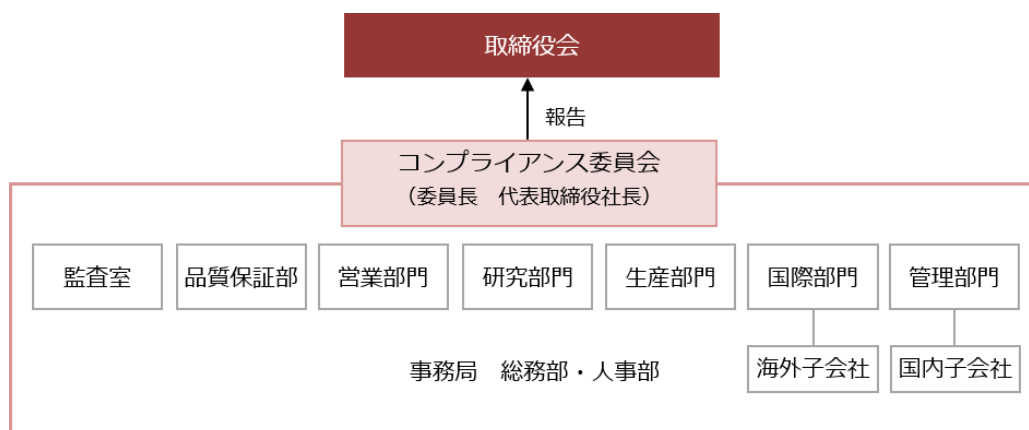 取締役会
報告
コンプライアンス委員会
（委員長　代表取締役社長）
監査室
品質保証部
営業部門
研究部門
生産部門
国際部門
管理部門
事務局　総務部・人事部
海外子会社
国内子会社